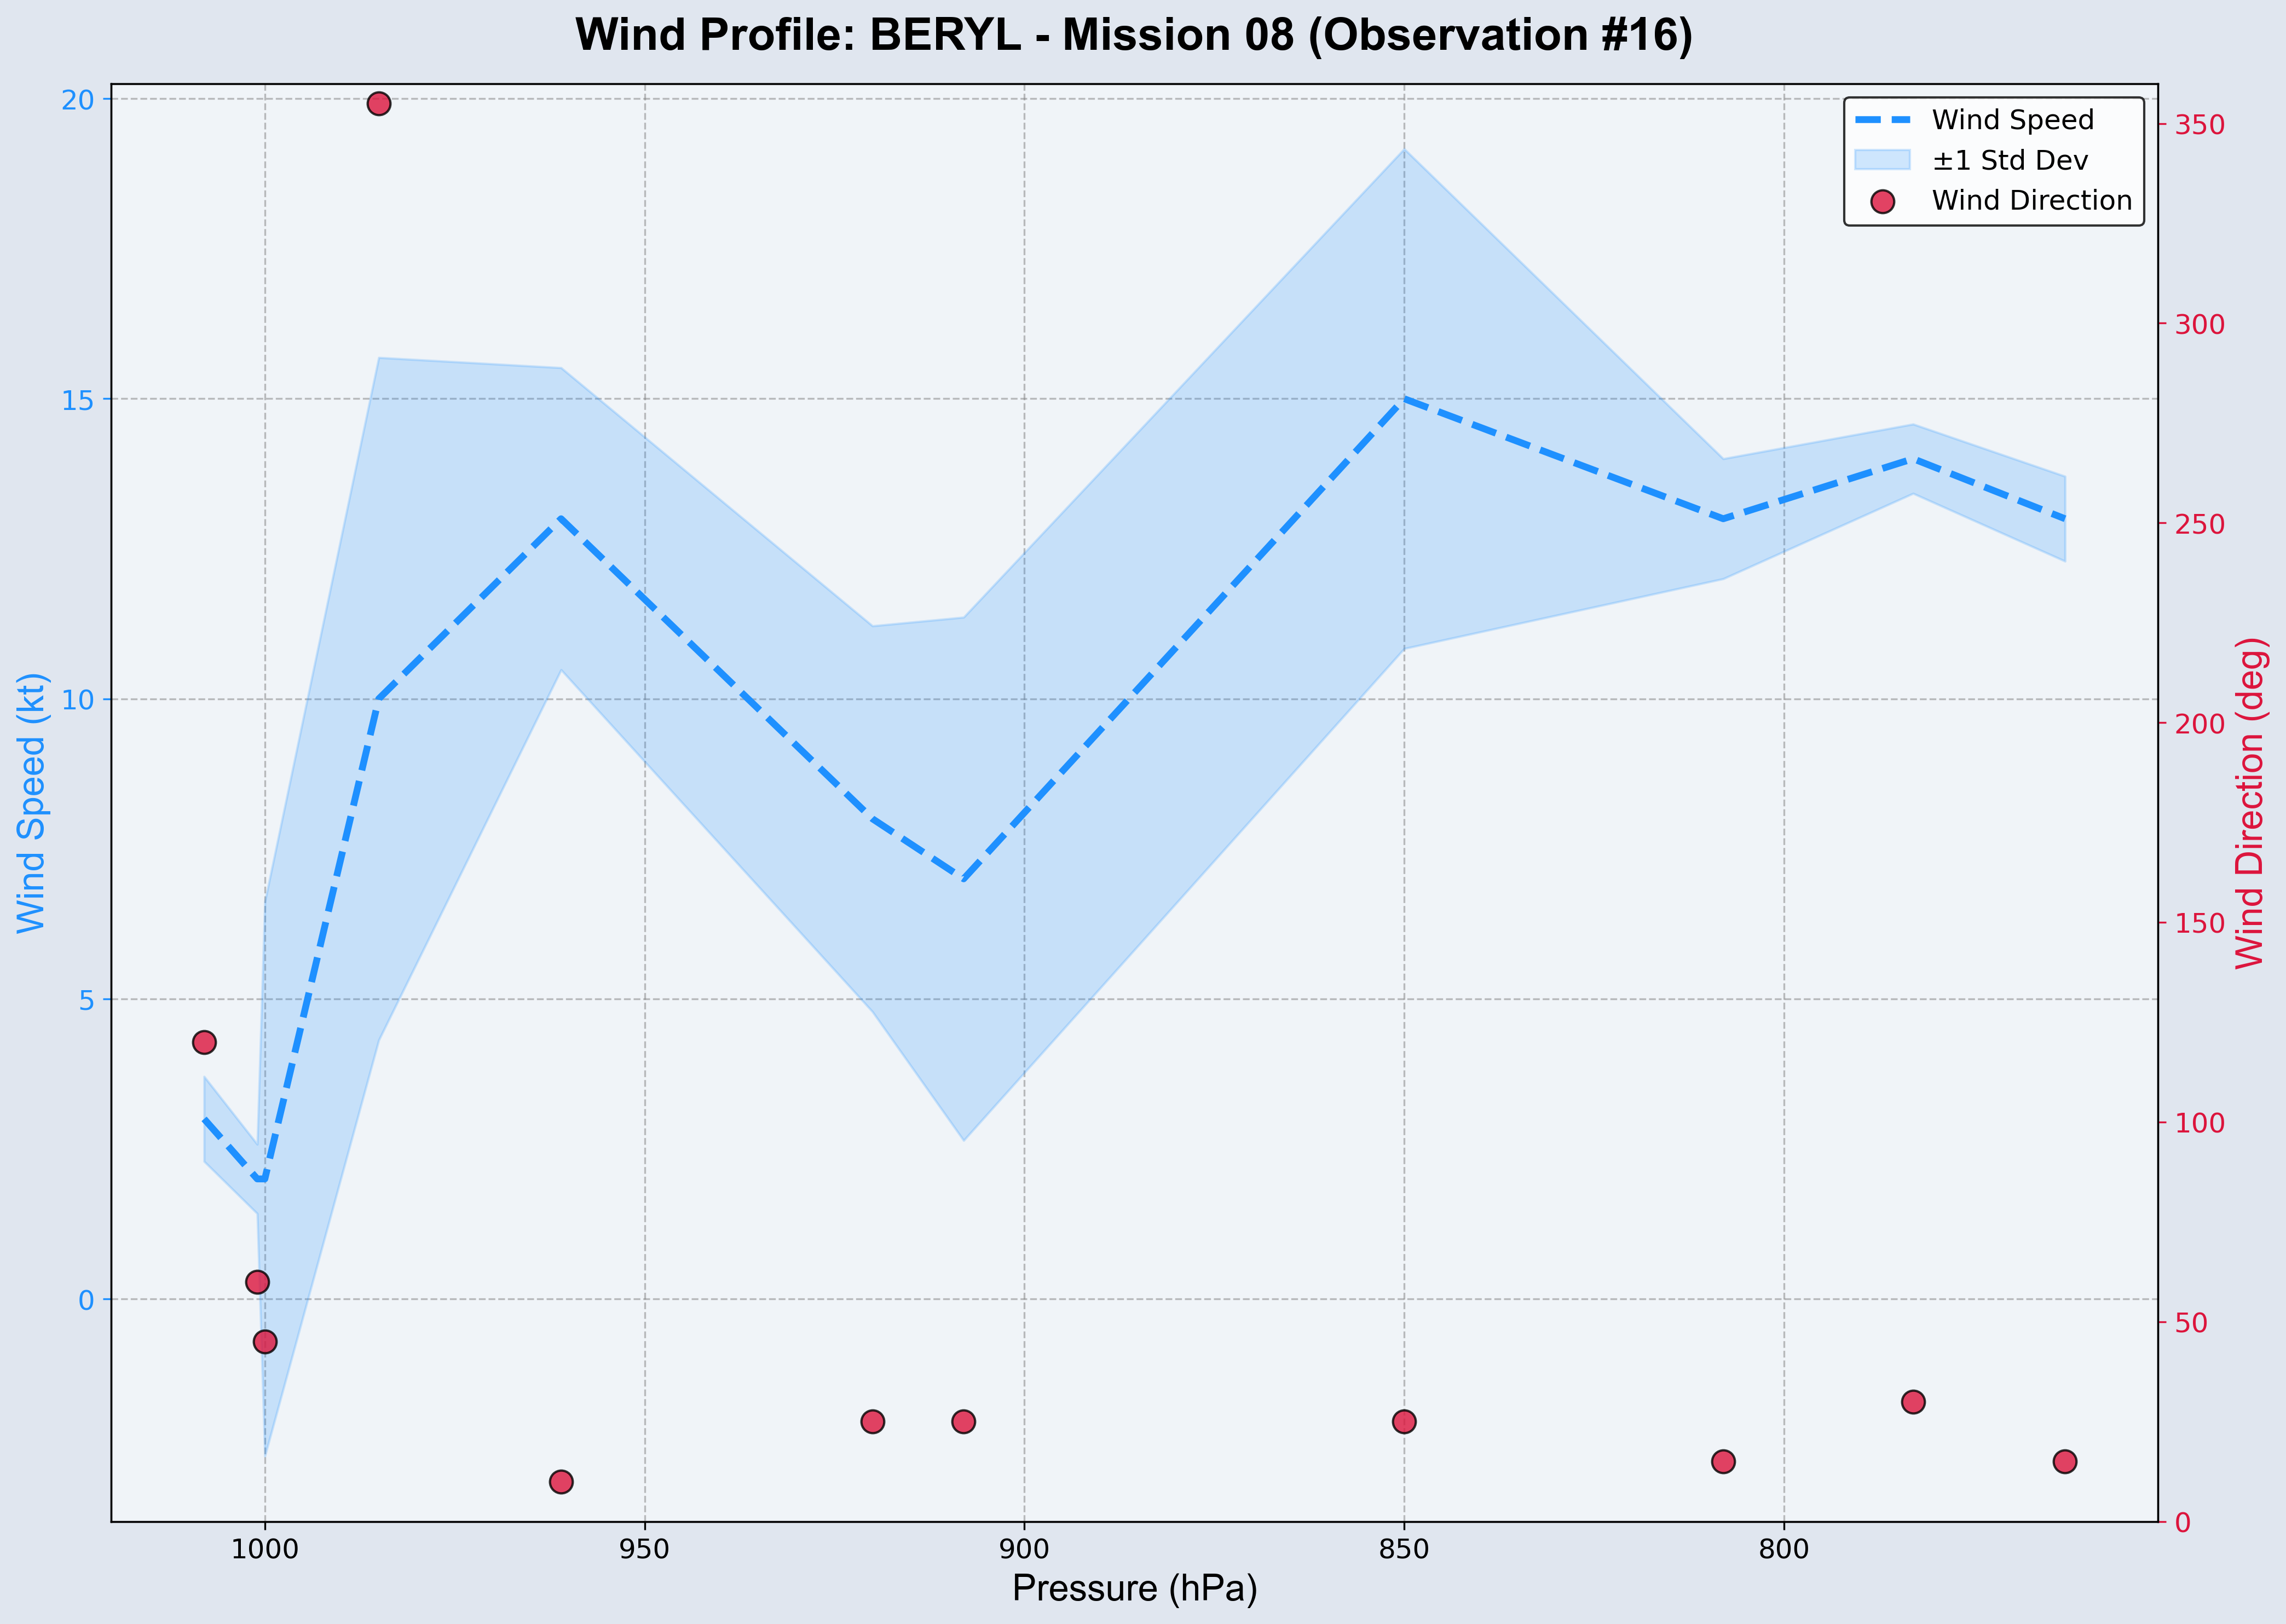 Wind Profile: BERYL - Mission 08 (Observation #16)
Wind Speed
±1 Std Dev
Wind Direction
20
15
10
5
0
Wind Speed (kt)
350
300
250
200
150
100
50
0
Wind Direction (deg)
1000
950
900
850
800
Pressure (hPa)